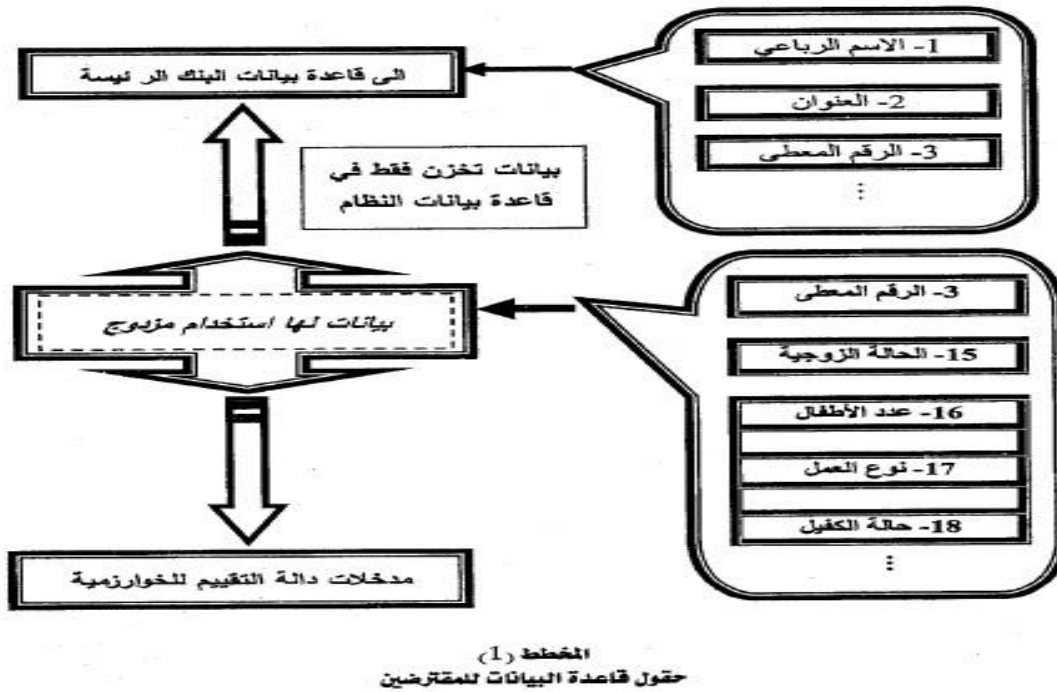 1- الاسم الرباعي
الى قاعدة بيانات البنك الرئيسة
2- العنوان
3- الرقم المعطى
⋮
بيانات تخزن فقط في
قاعدة بيانات النظام
3- الرقم المعطى
بيانات لها استخدام مزدوج
15- الحالة الزوجية
16- عدد الأطفال
17- نوع العمل
18- حالة الكفيل
⋮
مدخلات دالة التقييم للخوارزمية
المخطط (1)
حقول قاعدة البيانات للمقترضين